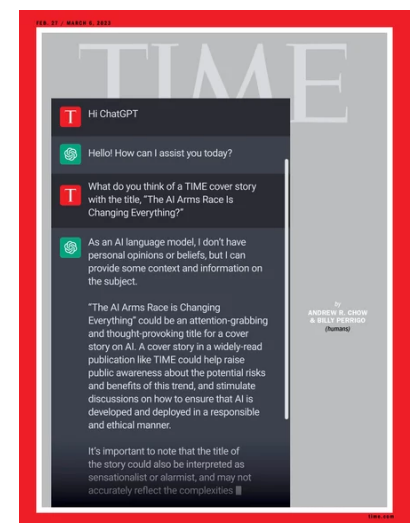 FEB. 27 / MARCH 6, 2023
TIME
T
Hi ChatGPT
Hello! How can I assist you today?
T
What do you think of a TIME cover story
with the title, "The AI Arms Race Is
Changing Everything?"
As an AI language model, I don't have
personal opinions or beliefs, but I can
provide some context and information on
the subject.
"The AI Arms Race is Changing
Everything" could be an attention-grabbing
and thought-provoking title for a cover
story on AI. A cover story in a widely-read
publication like TIME could help raise
public awareness about the potential risks
and benefits of this trend, and stimulate
discussions on how to ensure that AI is
developed and deployed in a responsible
and ethical manner.
It's important to note that the title of
the story could also be interpreted as
sensationalist or alarmist, and may not
accurately reflect the complexities
by
ANDREW R. CHOW
& BILLY PERRIGO
(humans)
time.com